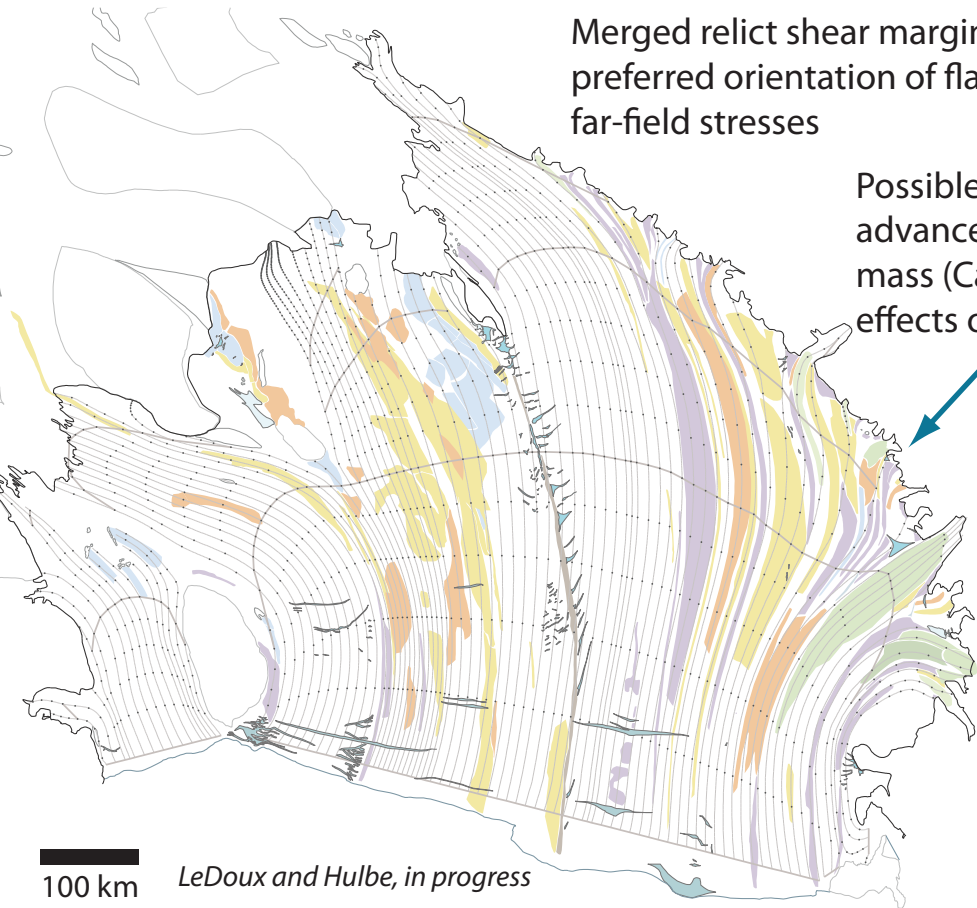 Merged relict shear margin
preferred orientation of fla
far-field stresses
Possible
advance
mass (Ca
effects o
100 km
LeDoux and Hulbe, in progress